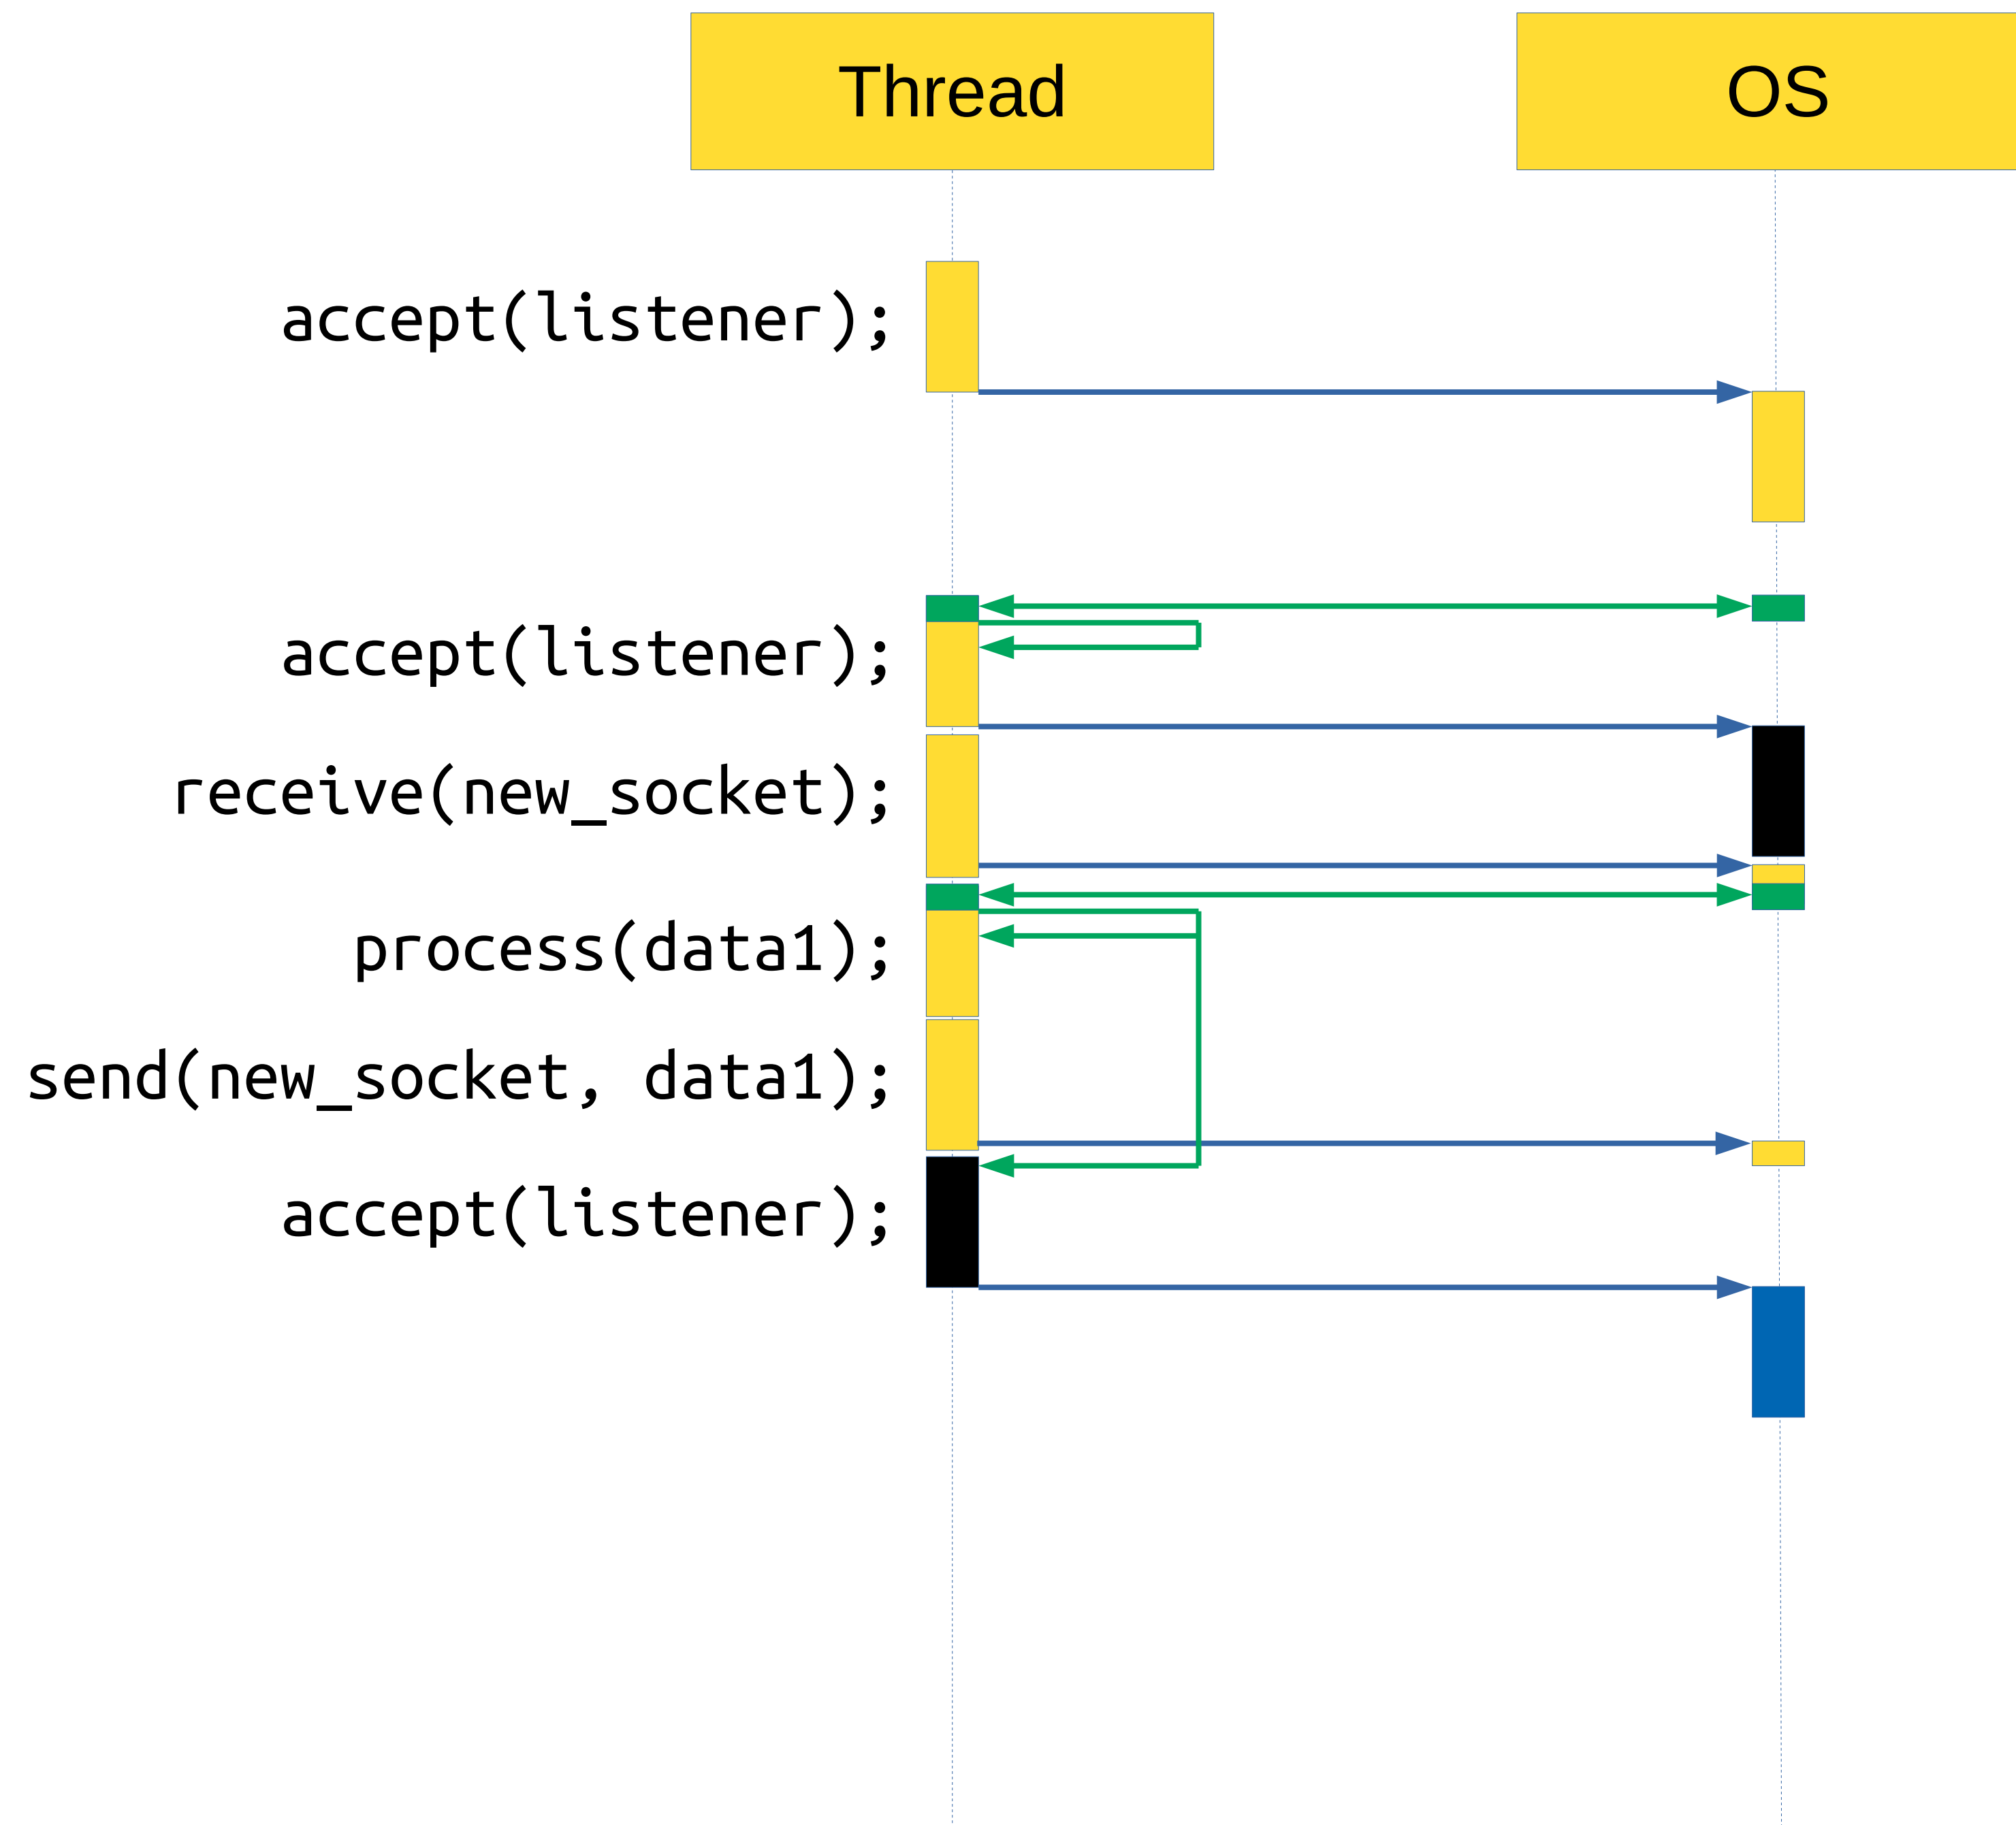 Thread
OS
accept(listener);
accept(listener);
receive(new_socket);
process(data1);
send(new_socket, data1);
accept(listener);